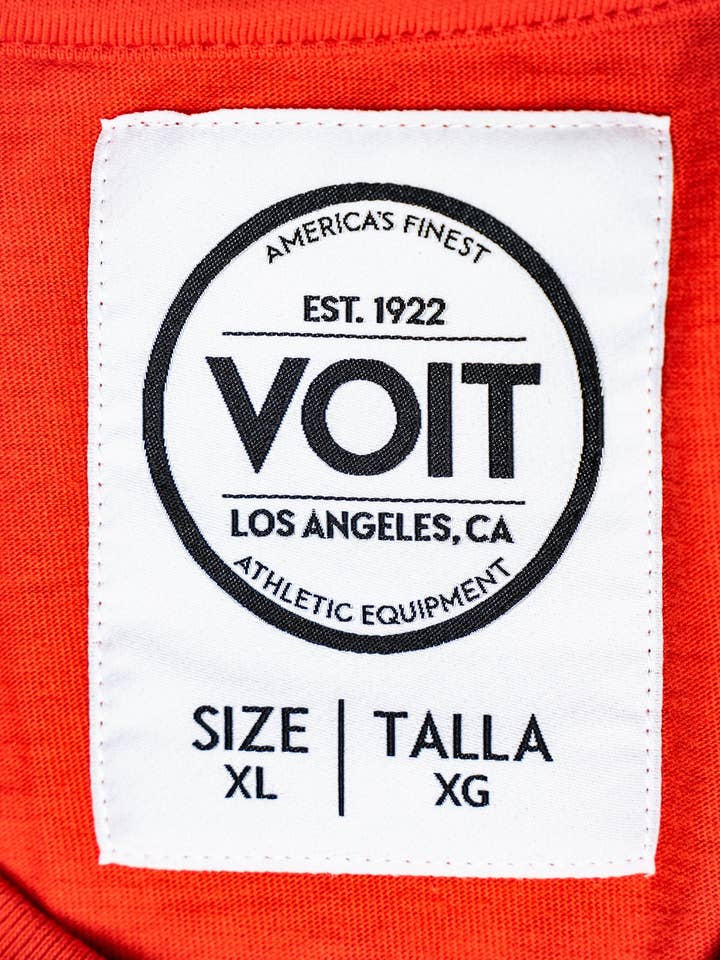 AMERICA'S FINEST
EST. 1922
VOIT
LOS ANGELES, CA
ATHLETIC EQUIPMENT
SIZE | TALLA
XL | XG